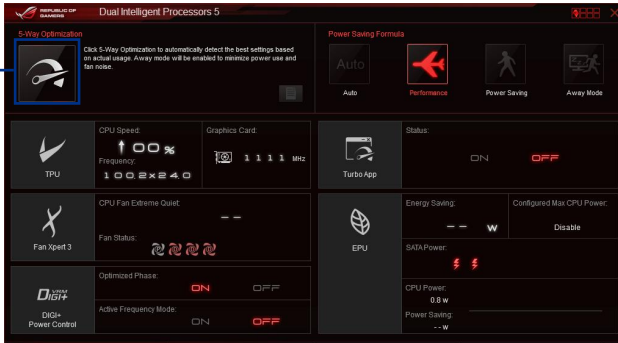 REPUBLIC OF
GAMERS
Dual Intelligent Processors 5
5-Way Optimization
Click 5-Way Optimization to automatically detect the best settings based
on actual usage. Away mode will be enabled to minimize power use and
fan noise.
Power Saving Formula
Auto
Auto
Performance
Power Saving
Away Mode
TPU
CPU Speed:
↑ 00 %
Frequency:
100.2x24.0
Graphics Card:
1111 MHz
Turbo App
Status:
ON OFF
Fan Xpert 3
CPU Fan Extreme Quiet:
--
Fan Status:
EPU
Energy Saving:
-- w
Configured Max CPU Power:
Disable
SATA Power:
CPU Power:
0.8 w
Power Saving:
-- w
DIGI+ VRM
DIGI+
Power Control
Optimized Phase:
ON OFF
Active Frequency Mode:
ON OFF